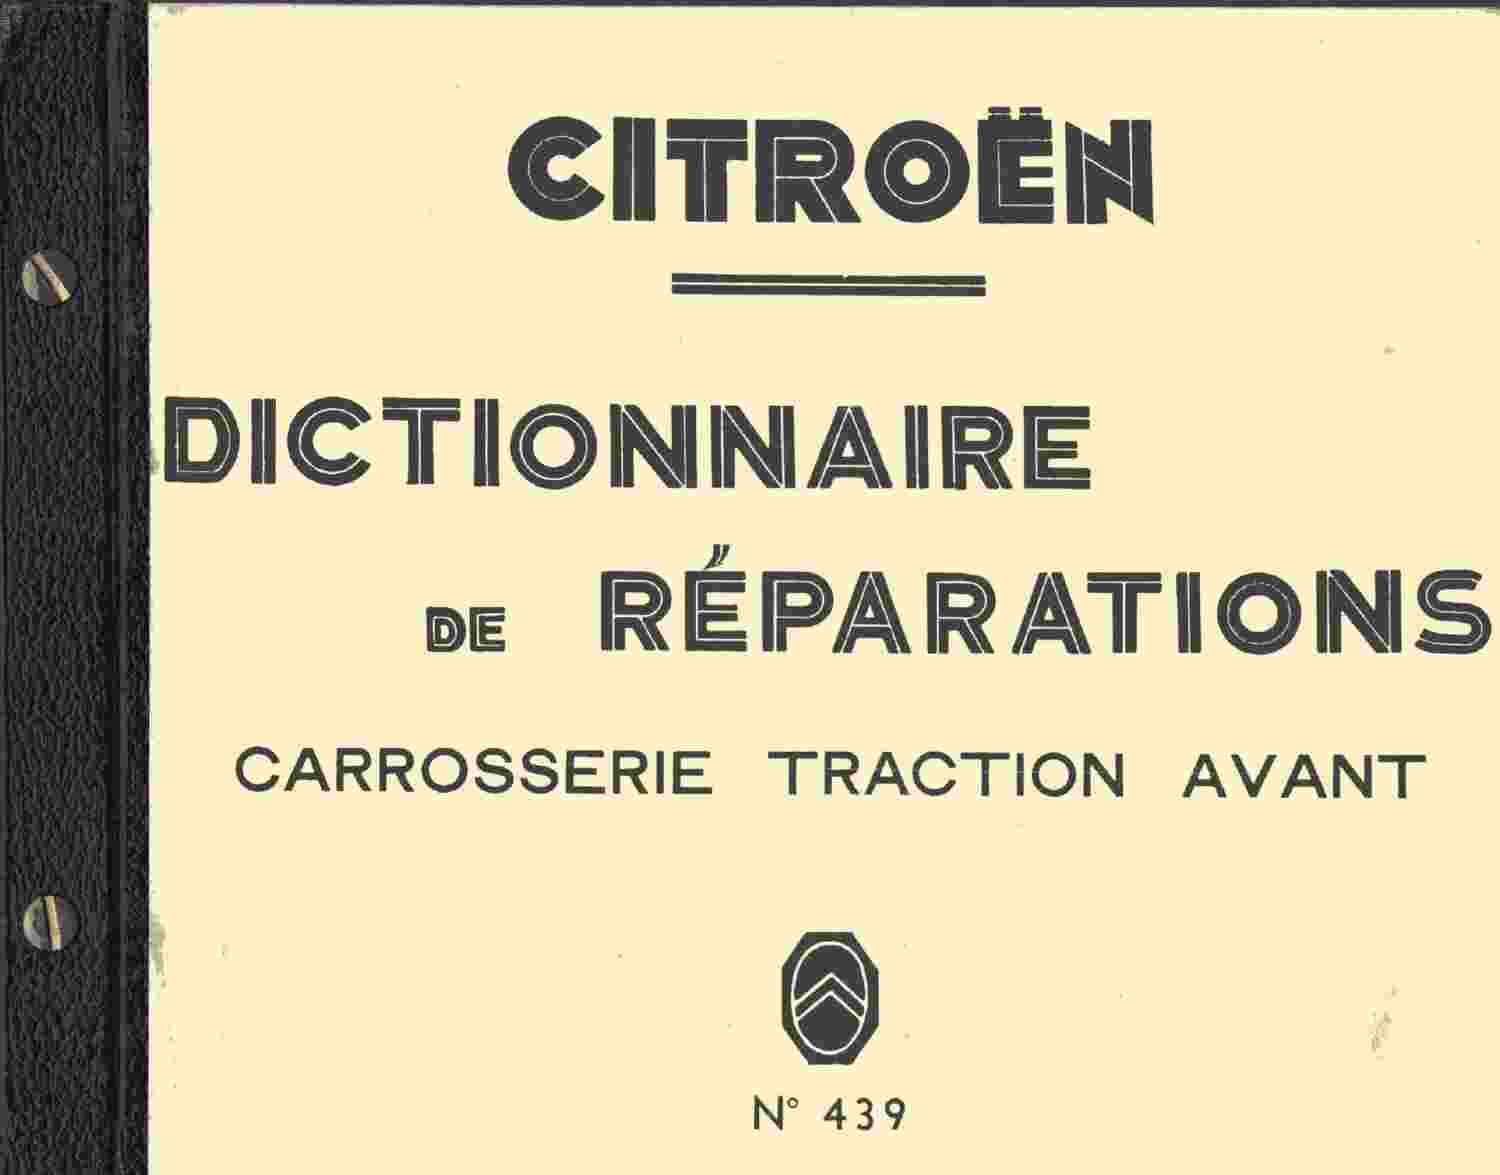 CITROËN
DICTIONNAIRE
DE RÉPARATIONS
CARROSSERIE TRACTION AVANT
N° 439